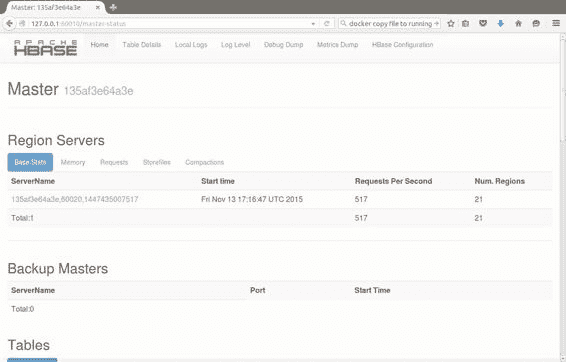 Master: 135af3e64a3e
127.0.0.1:60010/master-status
docker copy file to running
APACHE
HBASE
Home Table Details Local Logs Log Level Debug Dump Metrics Dump HBase Configuration
Master 135af3e64a3e
Region Servers
Base Stats Memory Requests Storefiles Compactions
ServerName Start time Requests Per Second Num. Regions
135af3e64a3e,60020,1447435007517 Fri Nov 13 17:16:47 UTC 2015 517 21
Total:1 517 21
Backup Masters
ServerName Port Start Time
Total:0
Tables